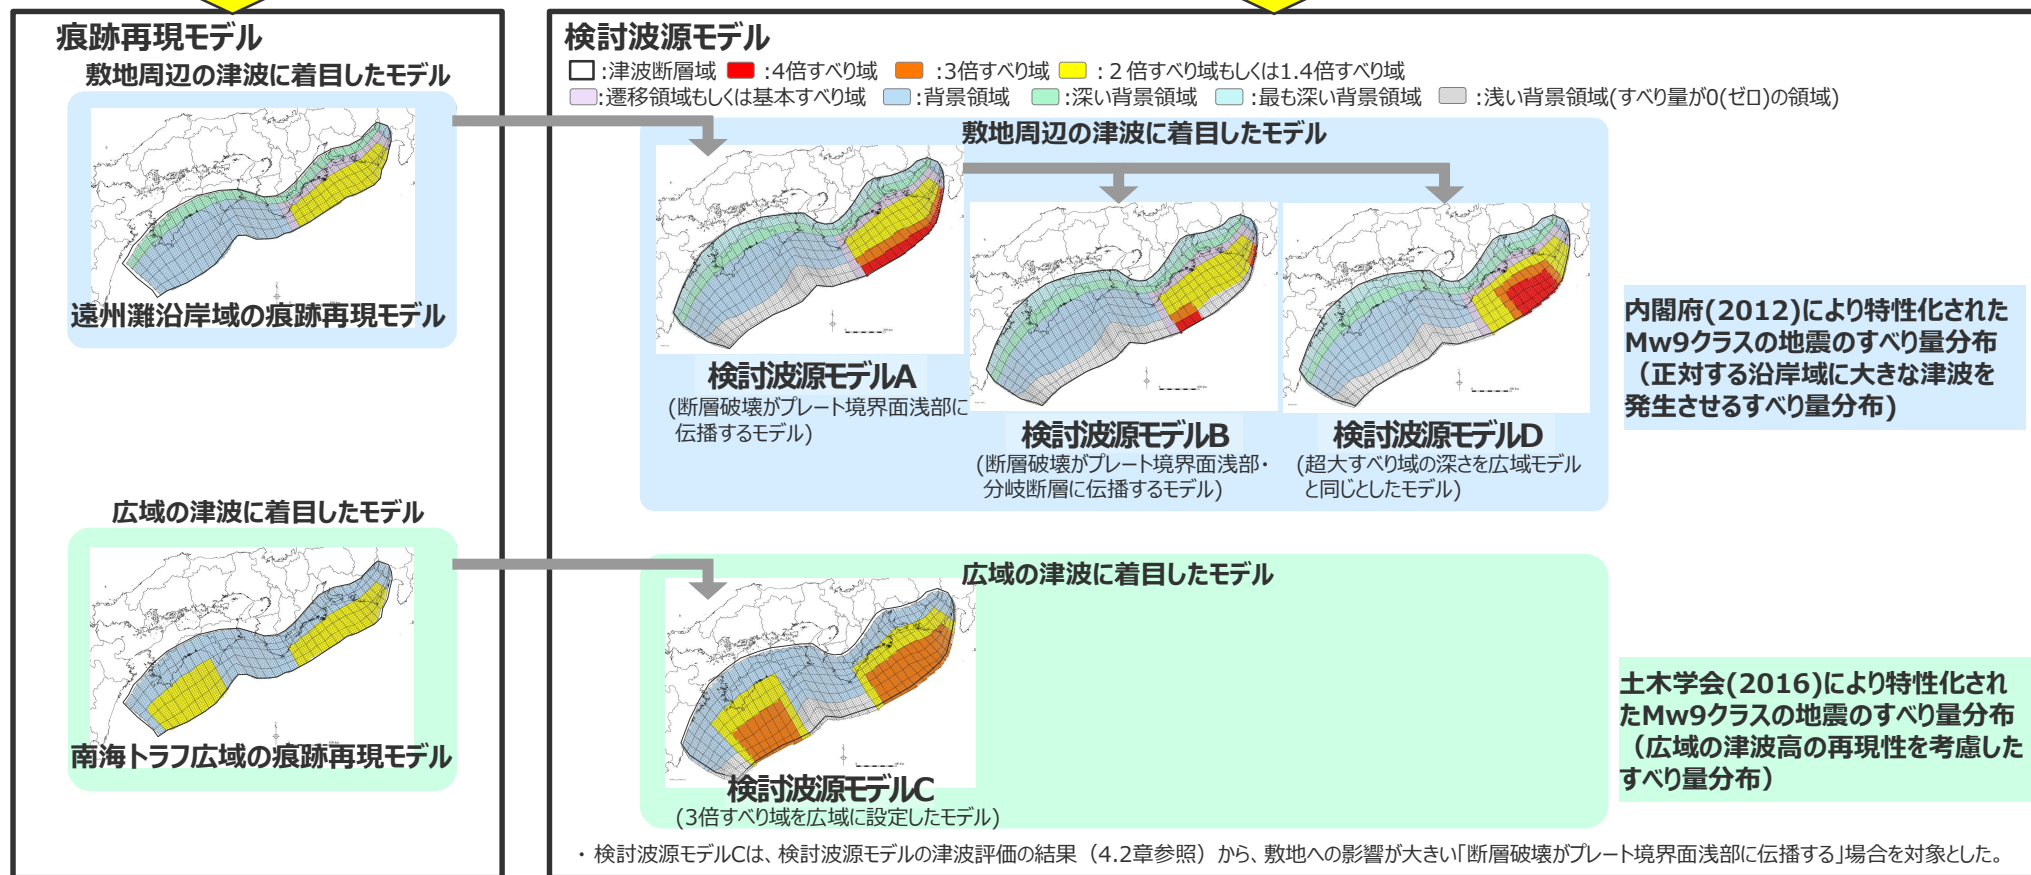 痕跡再現モデル
敷地周辺の津波に着目したモデル
遠州灘沿岸域の痕跡再現モデル
広域の津波に着目したモデル
南海トラフ広域の痕跡再現モデル
検討波源モデル
:津波断層域 :4倍すべり域 :3倍すべり域 :2倍すべり域もしくは1.4倍すべり域
:遷移領域もしくは基本すべり域 :背景領域 :深い背景領域 :最も深い背景領域 :浅い背景領域(すべり量が0(ゼロ)の領域)
敷地周辺の津波に着目したモデル
検討波源モデルA
(断層破壊がプレート境界面浅部に
伝播するモデル)
検討波源モデルB
(断層破壊がプレート境界面浅部・
分岐断層に伝播するモデル)
検討波源モデルD
(超大すべり域の深さを広域モデル
と同じとしたモデル)
内閣府(2012)により特性化された
Mw9クラスの地震のすべり量分布
(正対する沿岸域に大きな津波を
発生させるすべり量分布)
広域の津波に着目したモデル
検討波源モデルC
(3倍すべり域を広域に設定したモデル)
土木学会(2016)により特性化され
たMw9クラスの地震のすべり量分布
(広域の津波高の再現性を考慮した
すべり量分布)
・検討波源モデルCは、検討波源モデルの津波評価の結果(4.2章参照)から、敷地への影響が大きい「断層破壊がプレート境界面浅部に伝播する」場合を対象とした。